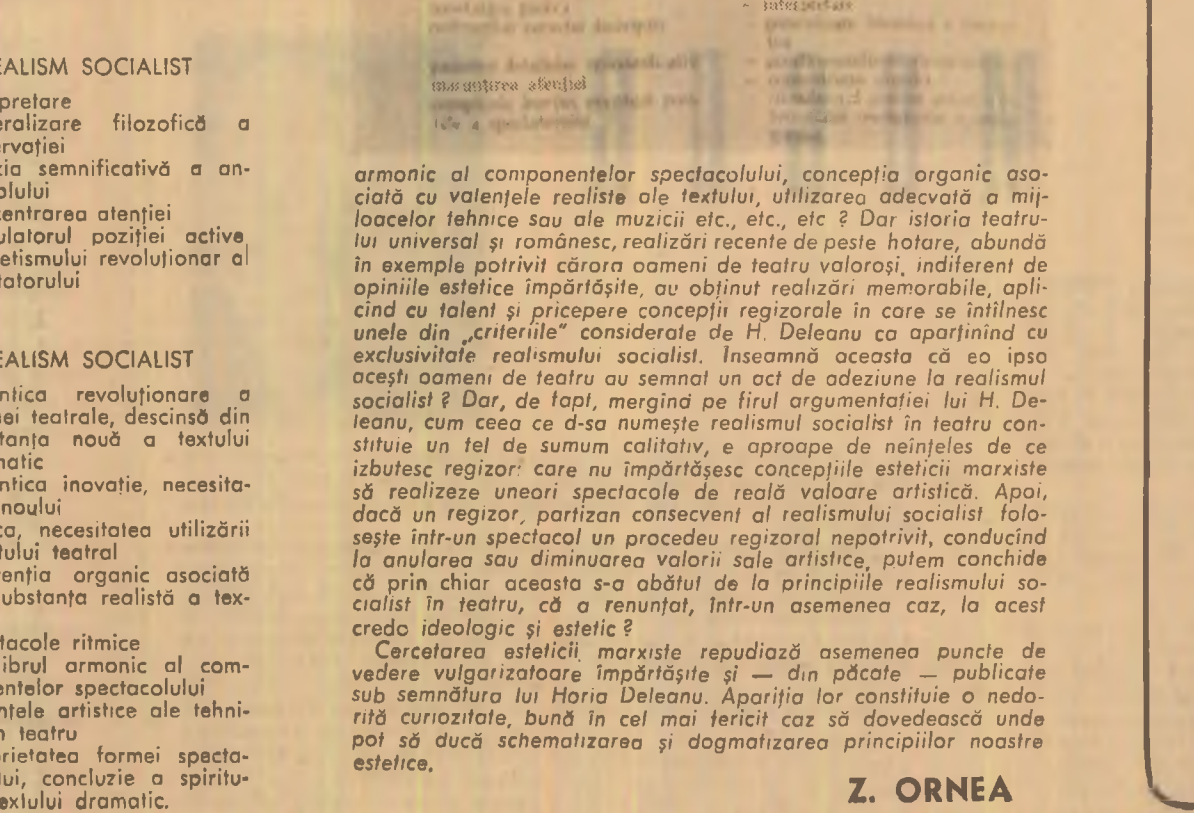 EALISM SOCIALIST
pretare
eralizare filozofică a
ervației
ția semnificativă a an-
olului
centrarea atenției
ulatorul poziției active,
etismului revoluționar al
tatorului
EALISM SOCIALIST
ntica revoluționare a
nei teatrale, descinsă din
tanța nouă a textului
matic
ntica inovație, necesita-
noului
ca, necesitatea utilizării
tului teatral
enția organic asociată
ubstanța realistă a tex-
tacole ritmice
librul armonic al com-
entelor spectacolului
nțele artistice ale tehni-
n teatru
prietatea formei specta-
lui, concluzie a spiritu-
extului dramatic.
interpretare
armonic al componentelor spectacolului, concepția organic aso-
ciată cu valențele realiste ale textului, utilizarea adecvată a mij-
loacelor tehnice sau ale muzicii etc., etc., etc ? Dar istoria teatru-
lui universal și românesc, realizări recente de peste hotare, abundă
în exemple potrivit cărora oameni de teatru valoroși, indiferent de
opiniile estetice împărtășite, au obținut realizări memorabile, apli-
cînd cu talent și pricepere concepții regizorale în care se întîlnesc
unele din „criteriile" considerate de H. Deleanu ca aparținînd cu
exclusivitate realismului socialist. Înseamnă aceasta că eo ipso
acești oameni de teatru au semnat un act de adeziune la realismul
socialist ? Dar, de fapt, mergînd pe firul argumentației lui H. De-
leanu, cum ceea ce d-sa numește realismul socialist în teatru con-
stituie un fel de sumum calitativ, e aproape de neînțeles de ce
izbutesc regizori care nu împărtășesc concepțiile esteticii marxiste
să realizeze uneori spectacole de reală valoare artistică. Apoi,
dacă un regizor, partizan consecvent al realismului socialist folo-
sește într-un spectacol un procedeu regizoral nepotrivit, conducînd
la anularea sau diminuarea valorii sale artistice, putem conchide
că prin chiar aceasta s-a abătut de la principiile realismului so-
cialist în teatru, că a renunțat, într-un asemenea caz, la acest
credo ideologic și estetic ?
Cercetarea esteticii marxiste repudiază asemenea puncte de
vedere vulgarizatoare împărtășite și — din păcate — publicate
sub semnătura lui Horia Deleanu. Apariția lor constituie o nedo-
rită curiozitate, bună în cel mai fericit caz să dovedească unde
pot să ducă schematizarea și dogmatizarea principiilor noastre
estetice.
Z. ORNEA